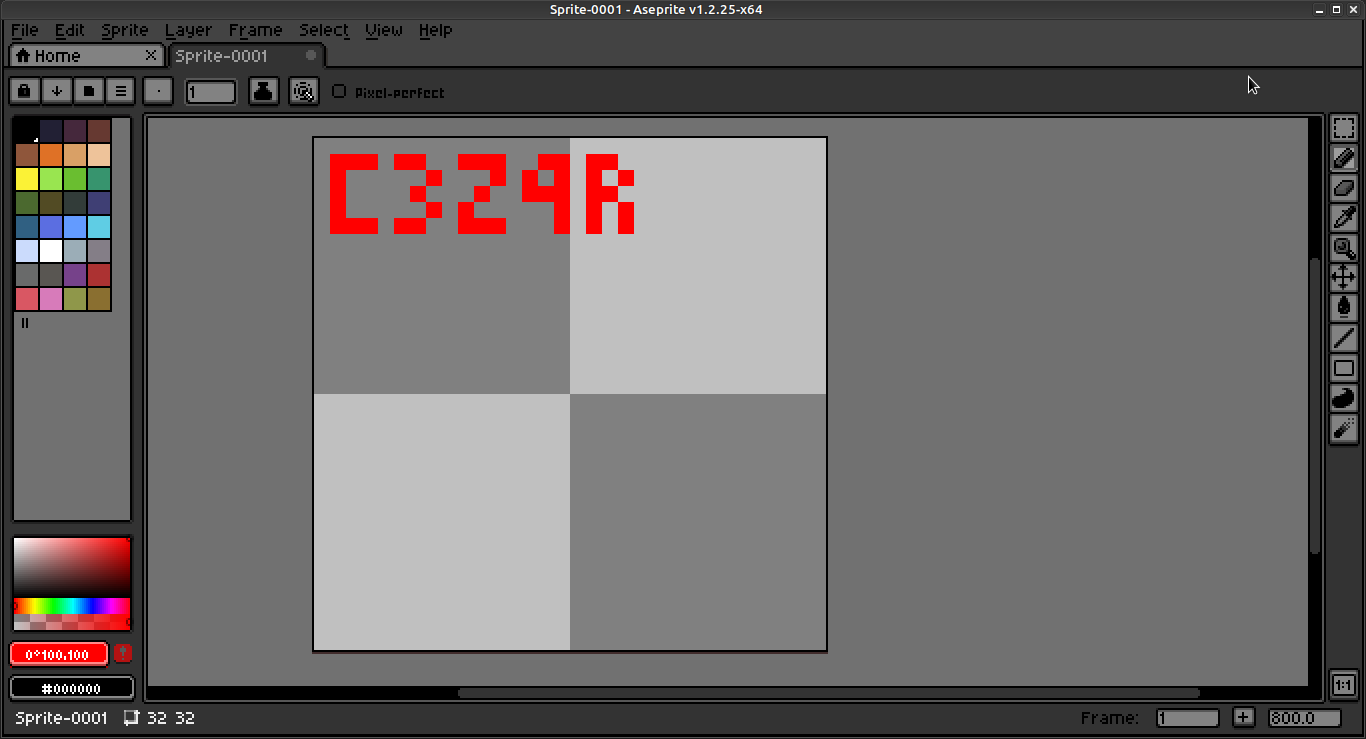 Sprite-0001 - Aseprite v1.2.25-x64
File Edit Sprite Layer Frame Select View Help
Home Sprite-0001
1 Pixel-perfect
C329R
0°100,100
#000000
1:1
Sprite-0001 32 32 Frame: 1 + 800.0